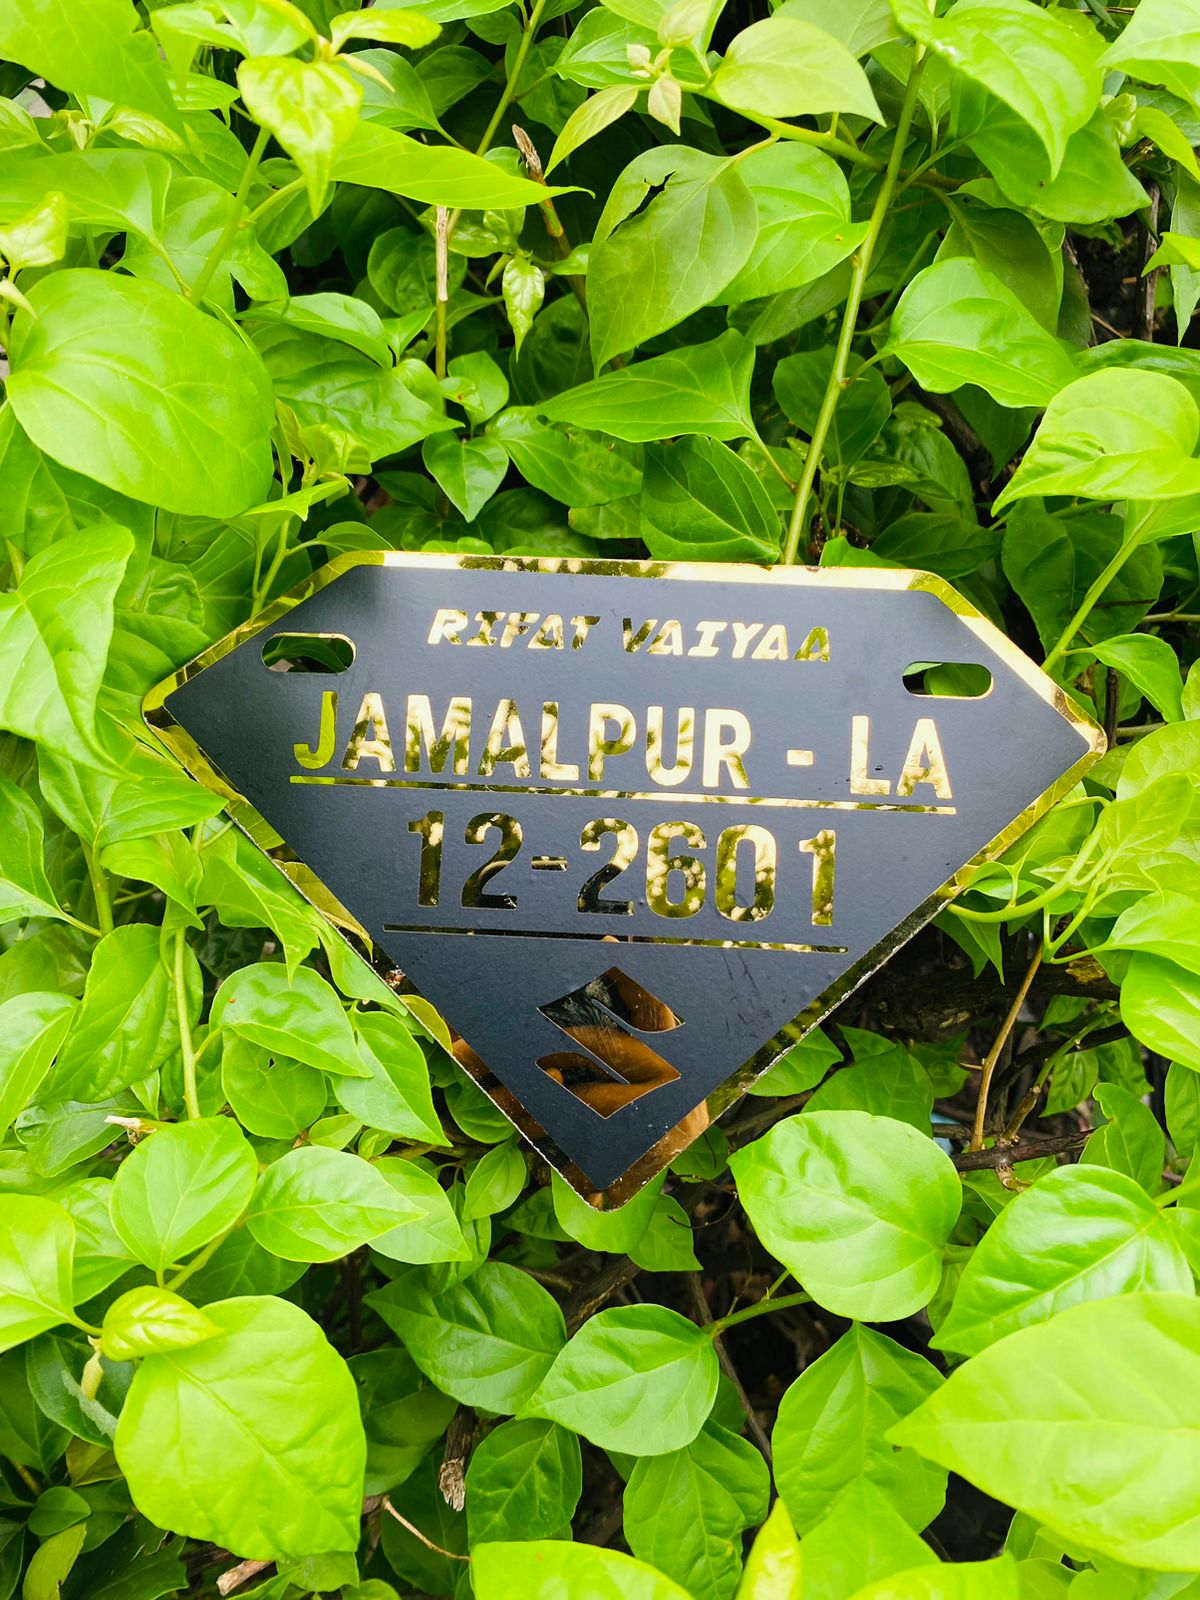 RIFAT VAIYAA
JAMALPUR - LA
12-2601